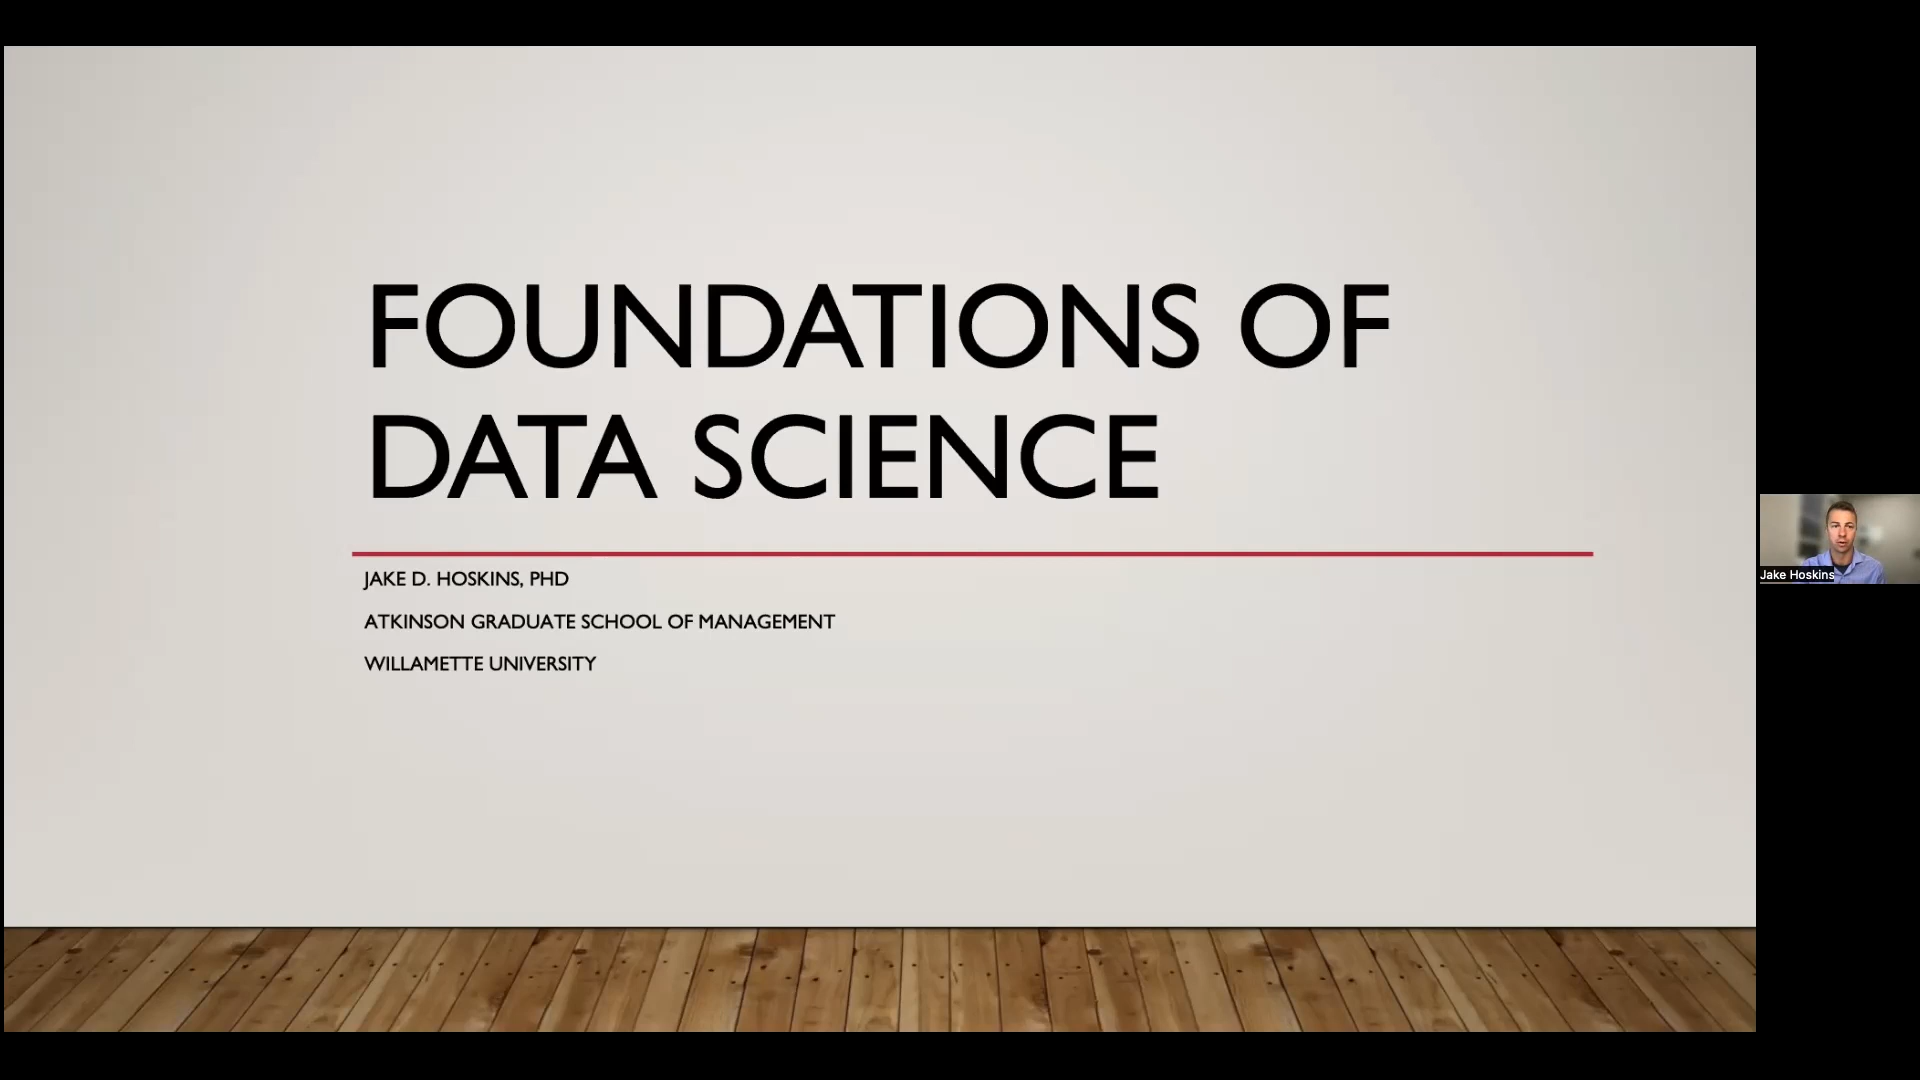 FOUNDATIONS OF
DATA SCIENCE
JAKE D. HOSKINS, PHD
ATKINSON GRADUATE SCHOOL OF MANAGEMENT
WILLAMETTE UNIVERSITY
Jake Hoskins